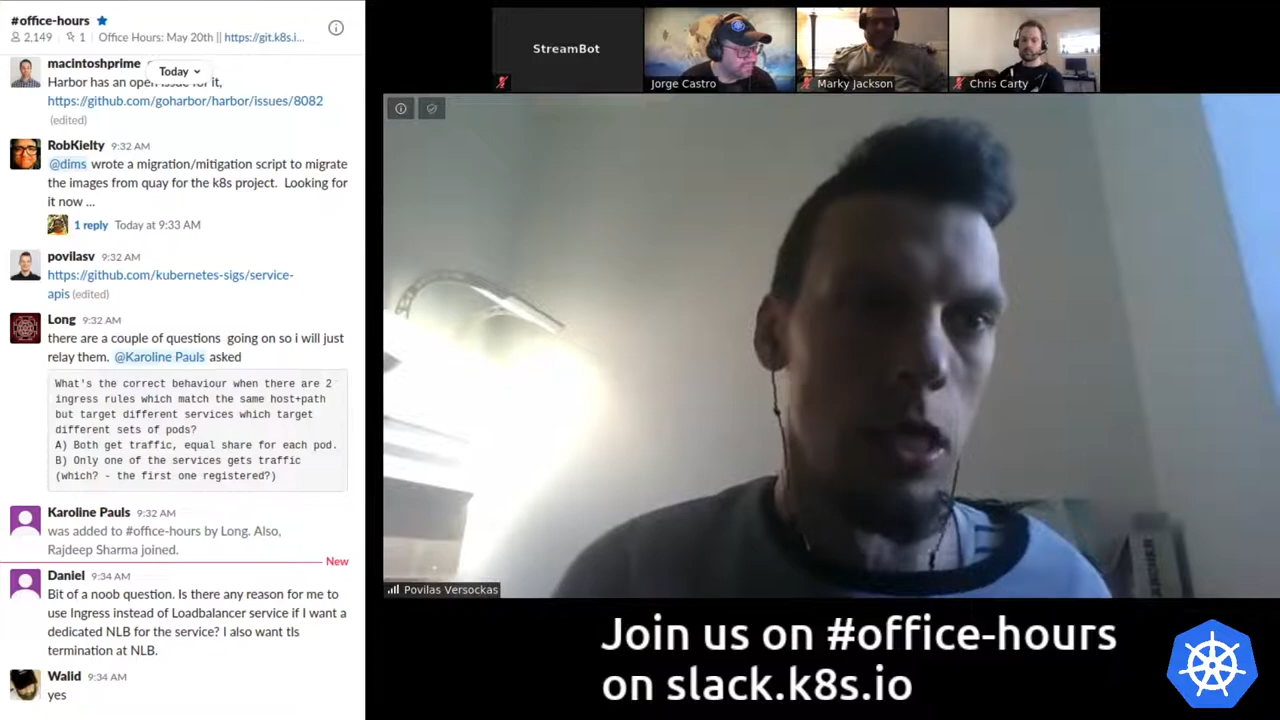 #office-hours
2,149
1
Office Hours: May 20th || https://git.k8s.i...
macintoshprime
Today
Harbor has an open issue for it,
https://github.com/goharbor/harbor/issues/8082
(edited)
RobKielty 9:32 AM
@dims wrote a migration/mitigation script to migrate
the images from quay for the k8s project. Looking for
it now ...
1 reply Today at 9:33 AM
povilasv 9:32 AM
https://github.com/kubernetes-sigs/service-
apis (edited)
Long 9:32 AM
there are a couple of questions going on so i will just
relay them. @Karoline Pauls asked
What's the correct behaviour when there are 2
ingress rules which match the same host+path
but target different services which target
different sets of pods?
A) Both get traffic, equal share for each pod.
B) Only one of the services gets traffic
(which? - the first one registered?)
Karoline Pauls 9:32 AM
was added to #office-hours by Long. Also,
Rajdeep Sharma joined.
New
Daniel 9:34 AM
Bit of a noob question. Is there any reason for me to
use Ingress instead of Loadbalancer service if I want a
dedicated NLB for the service? I also want tls
termination at NLB.
Walid 9:34 AM
yes
StreamBot
Jorge Castro
Marky Jackson
Chris Carty
Povilas Versockas
Join us on #office-hours
on slack.k8s.io